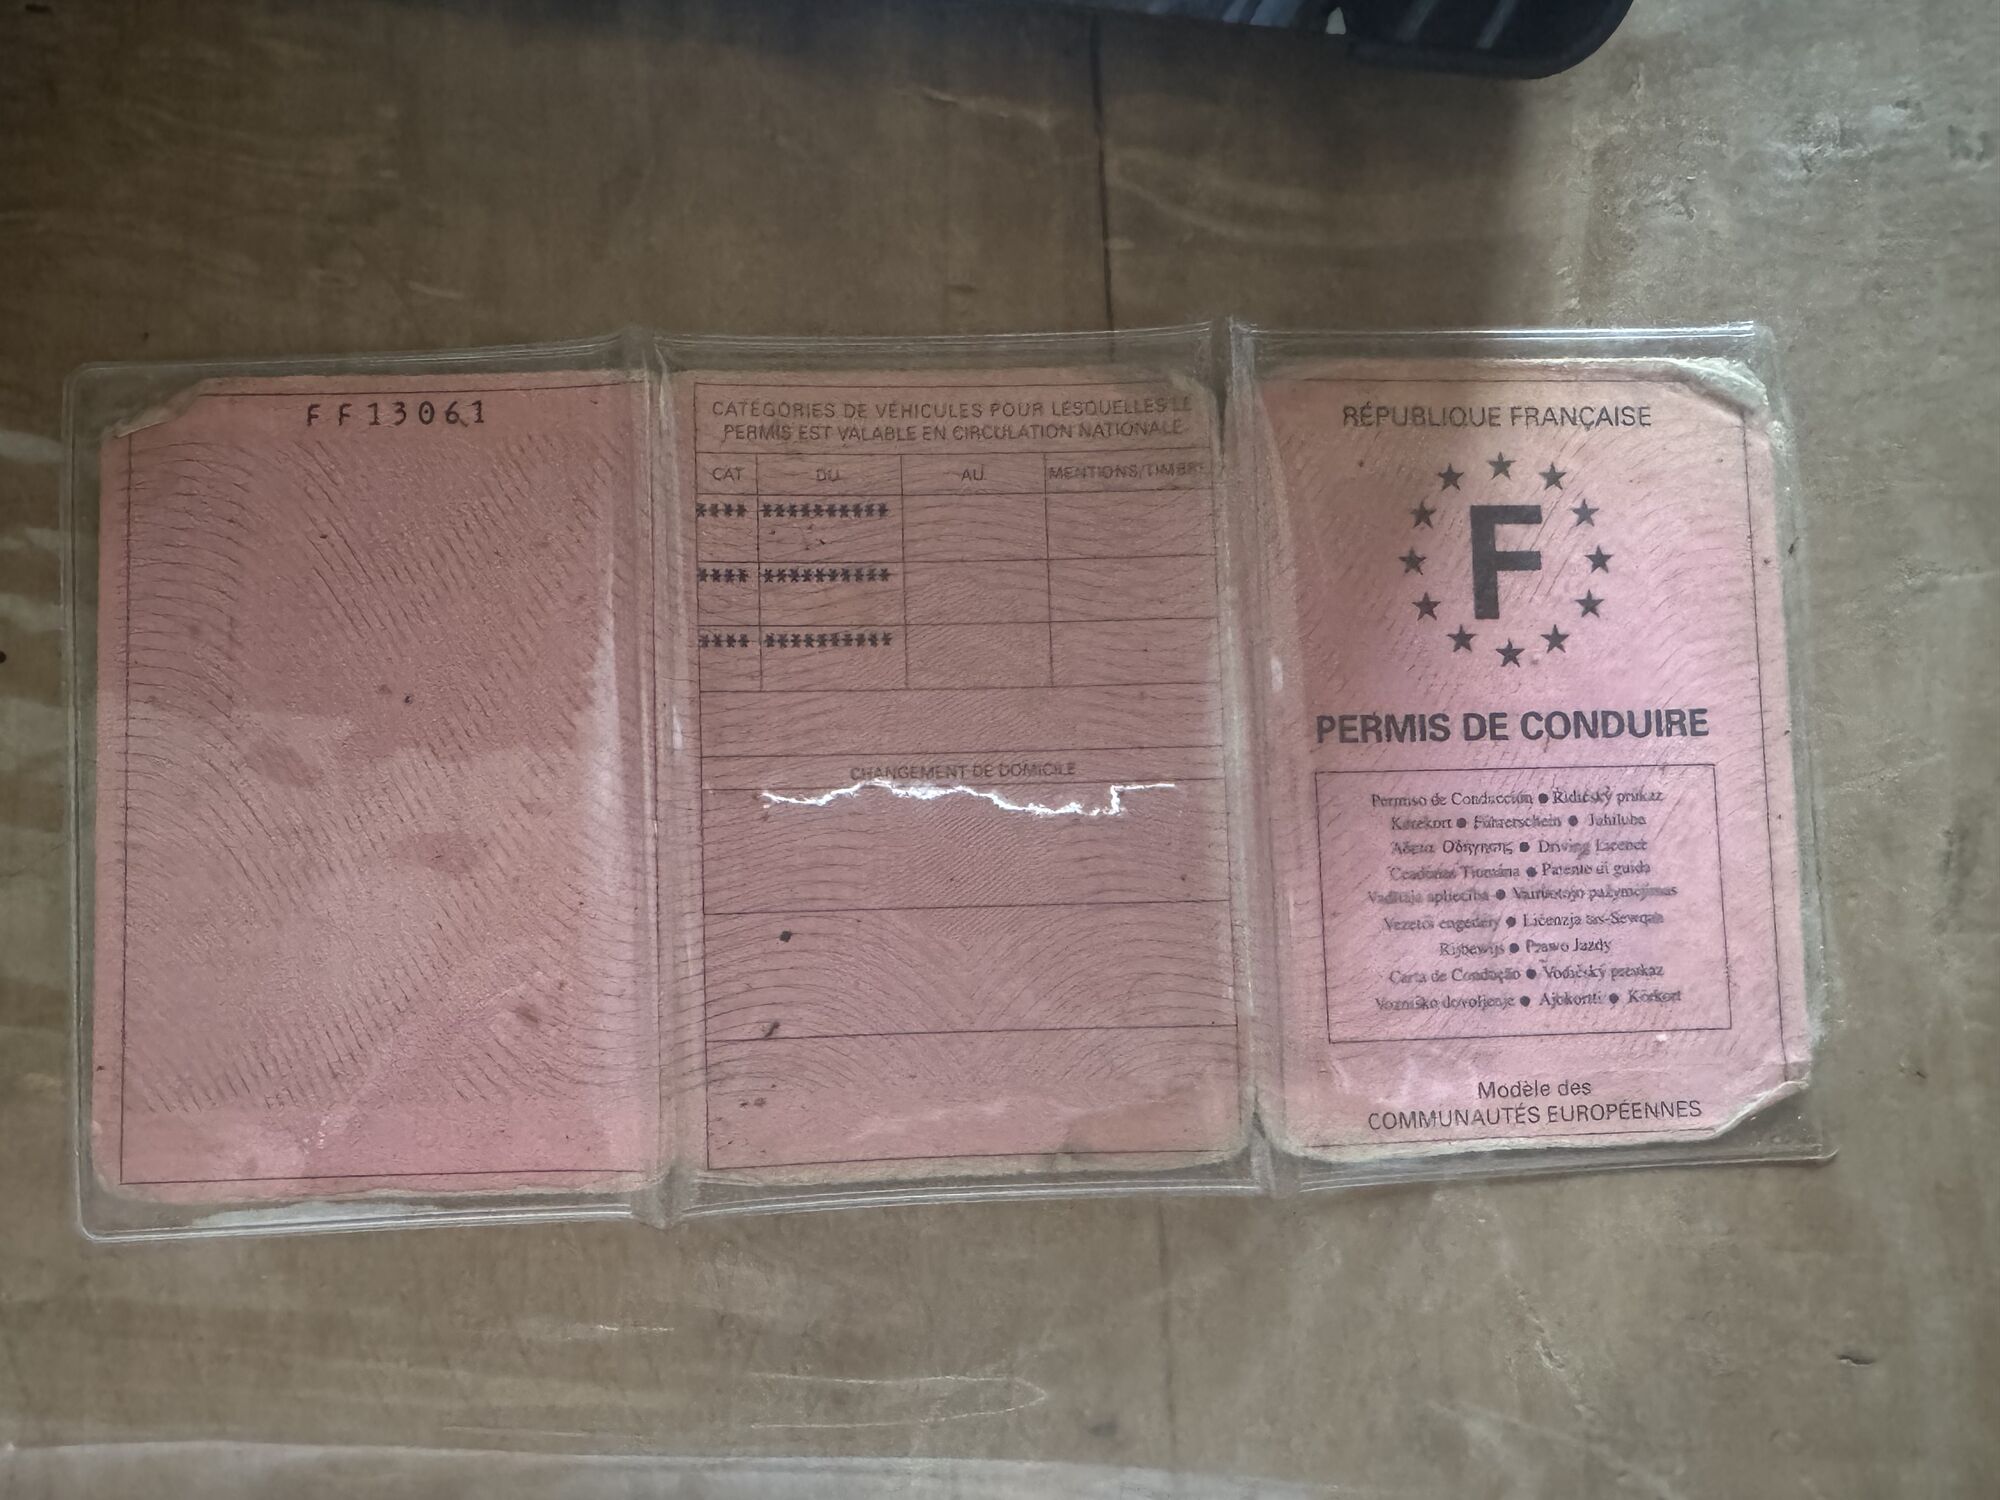 FF13061
CATÉGORIES DE VÉHICULES POUR LESQUELLES LE
PERMIS EST VALABLE EN CIRCULATION NATIONALE
CAT DU AU MENTIONS/TIMBRE
**** **********
**** **********
**** **********
CHANGEMENT DE DOMICILE
RÉPUBLIQUE FRANÇAISE
F
PERMIS DE CONDUIRE
Permiso de Conducción ● Řidičský průkaz
Kørekort ● Führerschein ● Juhiluba
Άδεια Οδήγησης ● Driving Licence
Ceadúnas Tiomána ● Patente di guida
Vadītāja apliecība ● Vairuotojo pažymėjimas
Vezetői engedély ● Liċenzja tas-Sewqan
Rijbewijs ● Prawo Jazdy
Carta de Condução ● Vodičský preukaz
Vozniško dovoljenje ● Ajokortti ● Körkort
Modèle des
COMMUNAUTÉS EUROPÉENNES